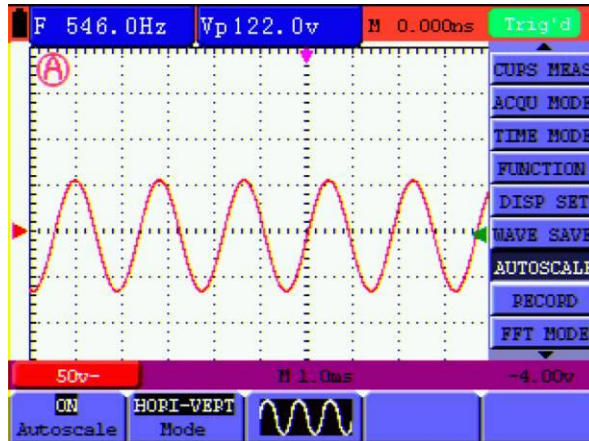 F 546.0Hz Vp122.0v M 0.000ns Trig'd
A
CUPS MEAS
ACQU MODE
TIME MODE
FUNCTION
DISP SET
WAVE SAVE
AUTOSCALE
RECORD
FFT MODE
50v- M 1.0ms -4.00v
ON HORI-VERT
Autoscale Mode